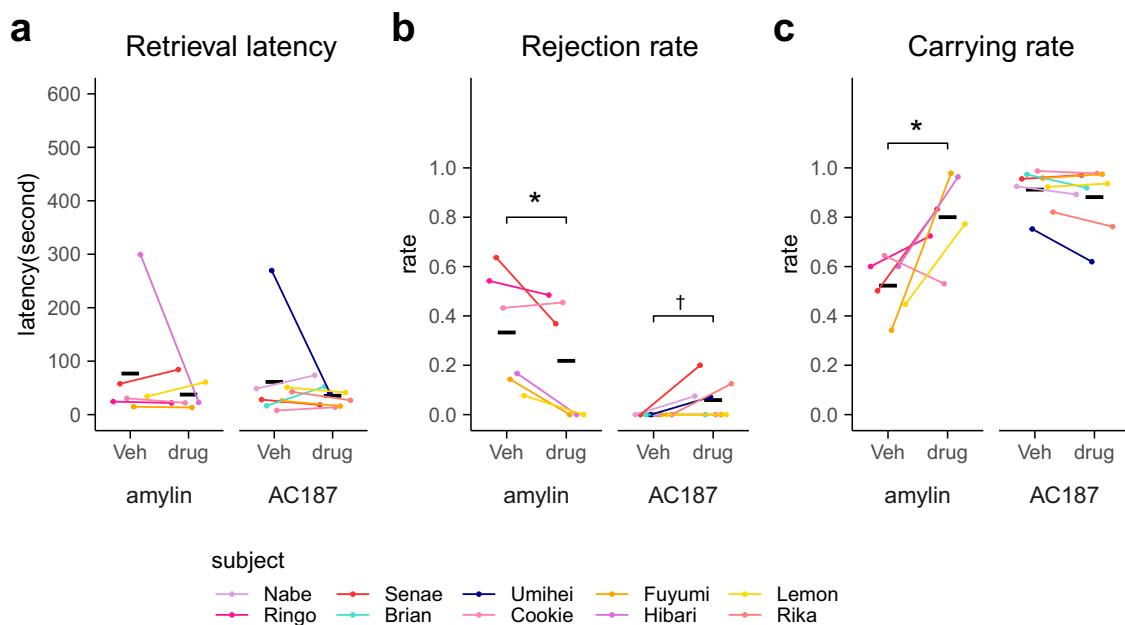 a
Retrieval latency
600
500
400
300
200
100
0
latency(second)
Veh drug
Veh drug
amylin
AC187
b
Rejection rate
1.0
0.8
0.6
0.4
0.2
0.0
rate
*
†
Veh drug
Veh drug
amylin
AC187
c
Carrying rate
1.0
0.8
0.6
0.4
0.2
0.0
rate
*
Veh drug
Veh drug
amylin
AC187
subject
Nabe Senae Umihei Fuyumi Lemon
Ringo Brian Cookie Hibari Rika